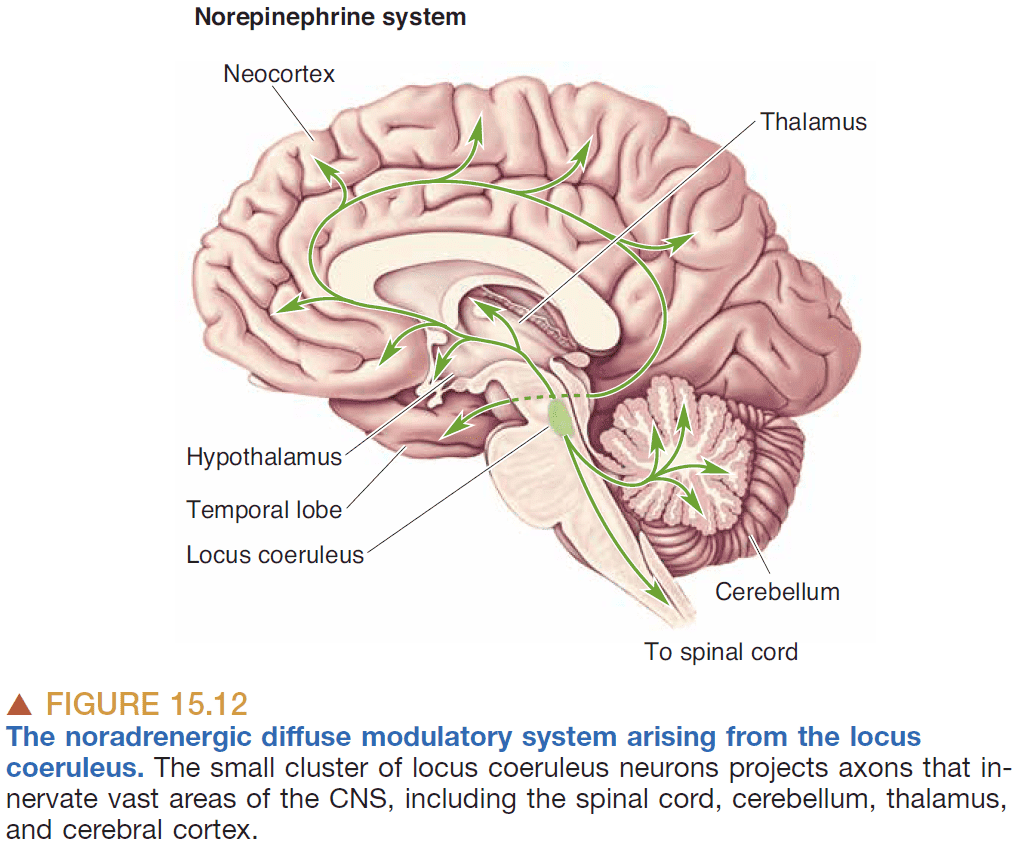 Norepinephrine system
Neocortex
Thalamus
Hypothalamus
Temporal lobe
Locus coeruleus
Cerebellum
To spinal cord
▲ FIGURE 15.12
The noradrenergic diffuse modulatory system arising from the locus
coeruleus. The small cluster of locus coeruleus neurons projects axons that in-
nervate vast areas of the CNS, including the spinal cord, cerebellum, thalamus,
and cerebral cortex.